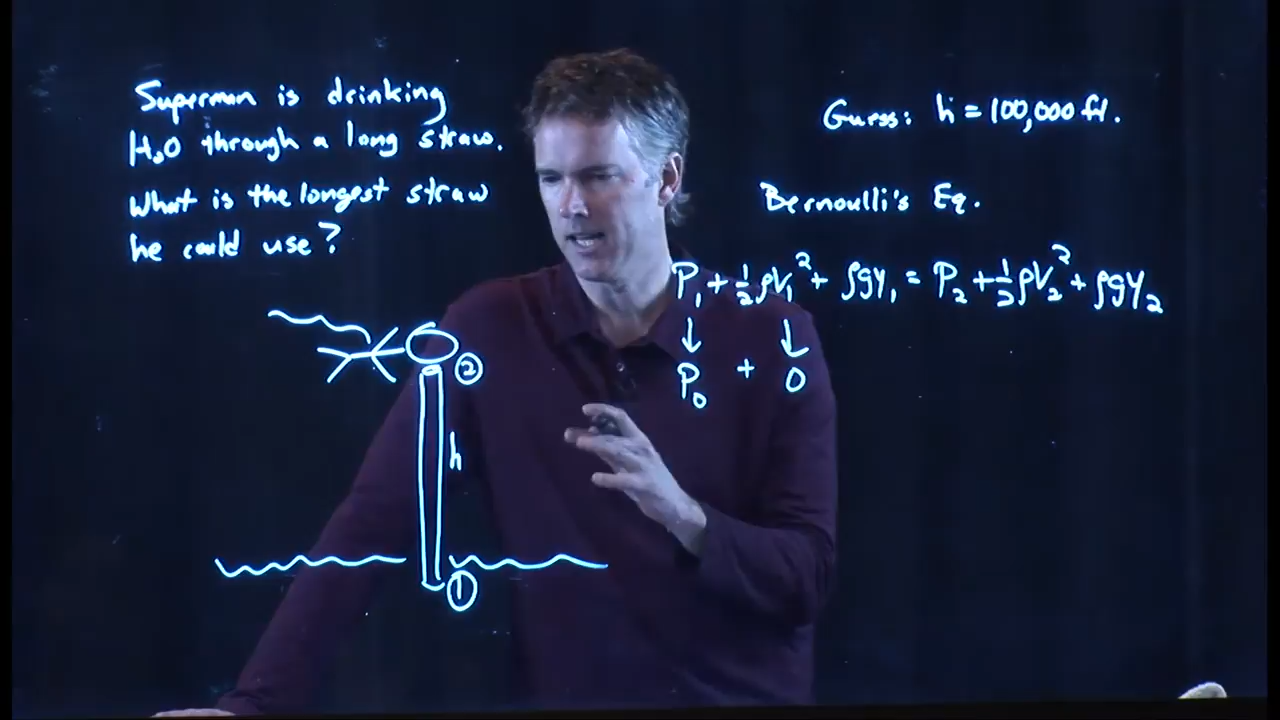 Superman is drinking
H₂O through a long straw.
What is the longest straw
he could use?
②
h
①
Guess: h = 100,000 ft.
Bernoulli's Eq.
P₁ + ½ρV₁² + ρgy₁ = P₂ + ½ρV₂² + ρgy₂
↓ ↓
P₀ + 0